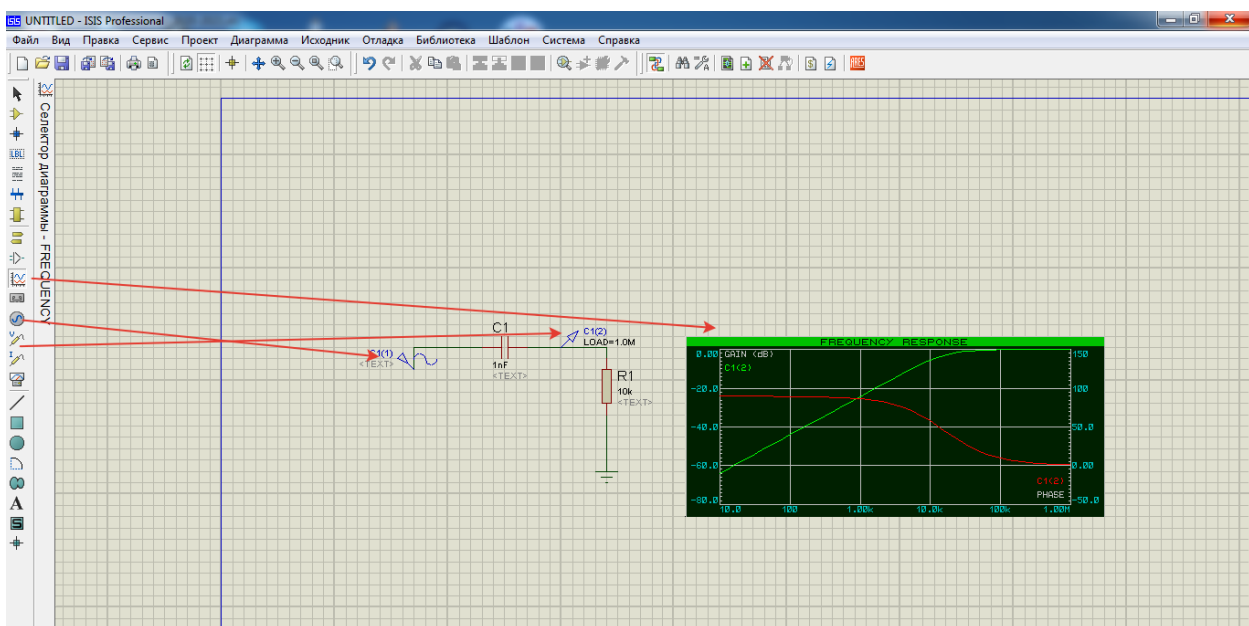 ISIS UNTITLED - ISIS Professional
Файл Вид Правка Сервис Проект Диаграмма Исходник Отладка Библиотека Шаблон Система Справка
ARES
LBL
Селектор диаграммы - FREQUENCY
A
S
C1(1)
<TEXT>
C1
1nF
<TEXT>
C1(2)
LOAD=1.0M
R1
10k
<TEXT>
FREQUENCY RESPONSE
0.00 GAIN (dB) 150
C1(2)
-20.0 100
-40.0 50.0
-60.0 0.00
C1(2)
PHASE
-80.0 -50.0
10.0 100 1.00k 10.0k 100k 1.00M